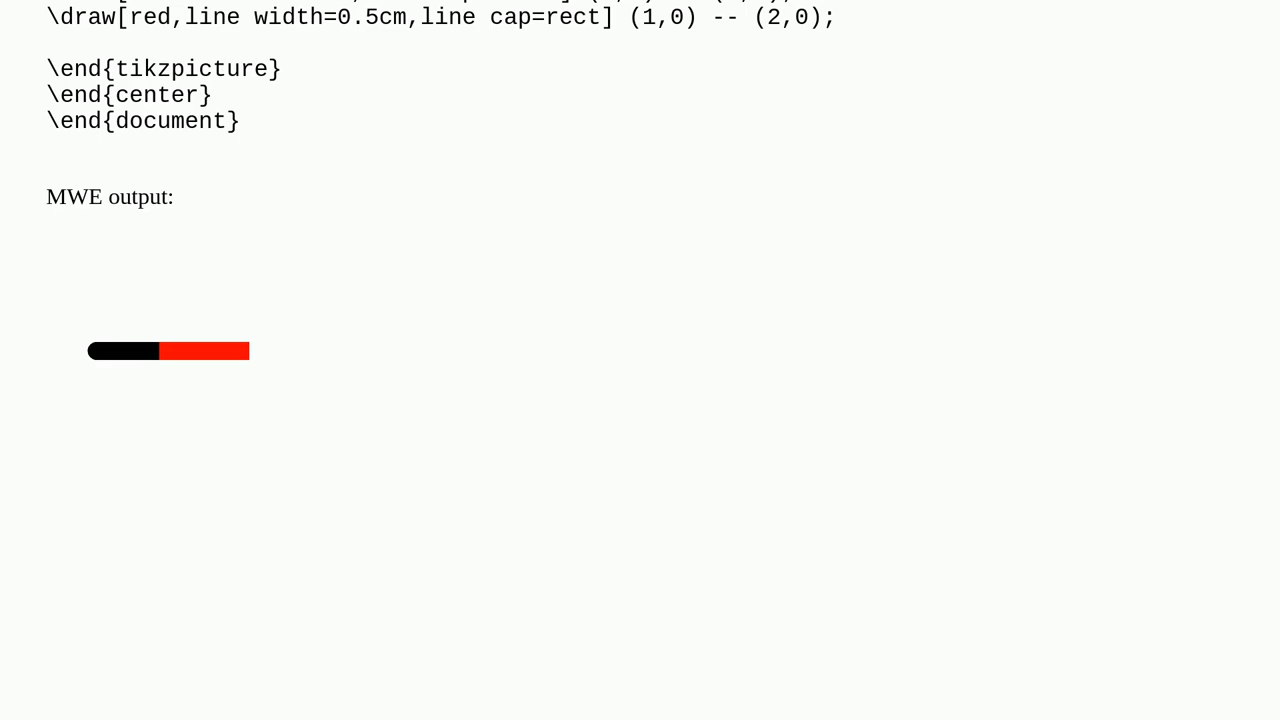 \draw[red,line width=0.5cm,line cap=rect] (1,0) -- (2,0);
\end{tikzpicture}
\end{center}
\end{document}
MWE output: